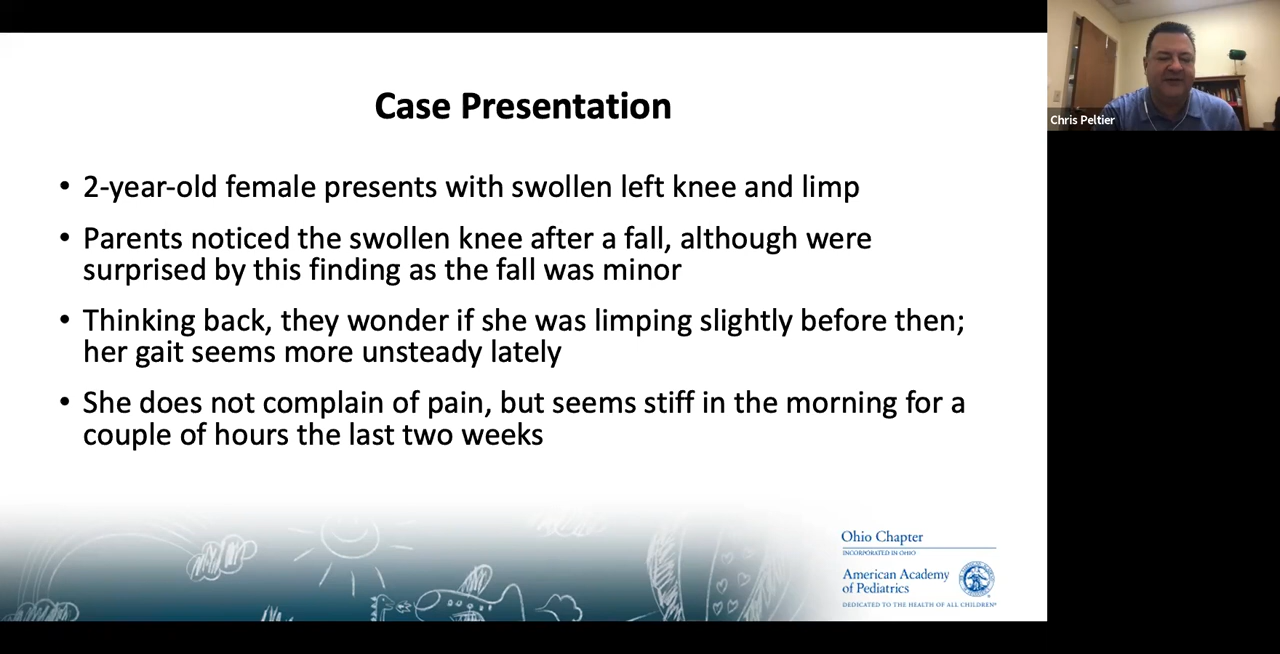 Case Presentation
• 2-year-old female presents with swollen left knee and limp
• Parents noticed the swollen knee after a fall, although were
surprised by this finding as the fall was minor
• Thinking back, they wonder if she was limping slightly before then;
her gait seems more unsteady lately
• She does not complain of pain, but seems stiff in the morning for a
couple of hours the last two weeks
Chris Peltier
Ohio Chapter
INCORPORATED IN OHIO
American Academy
of Pediatrics
DEDICATED TO THE HEALTH OF ALL CHILDREN®